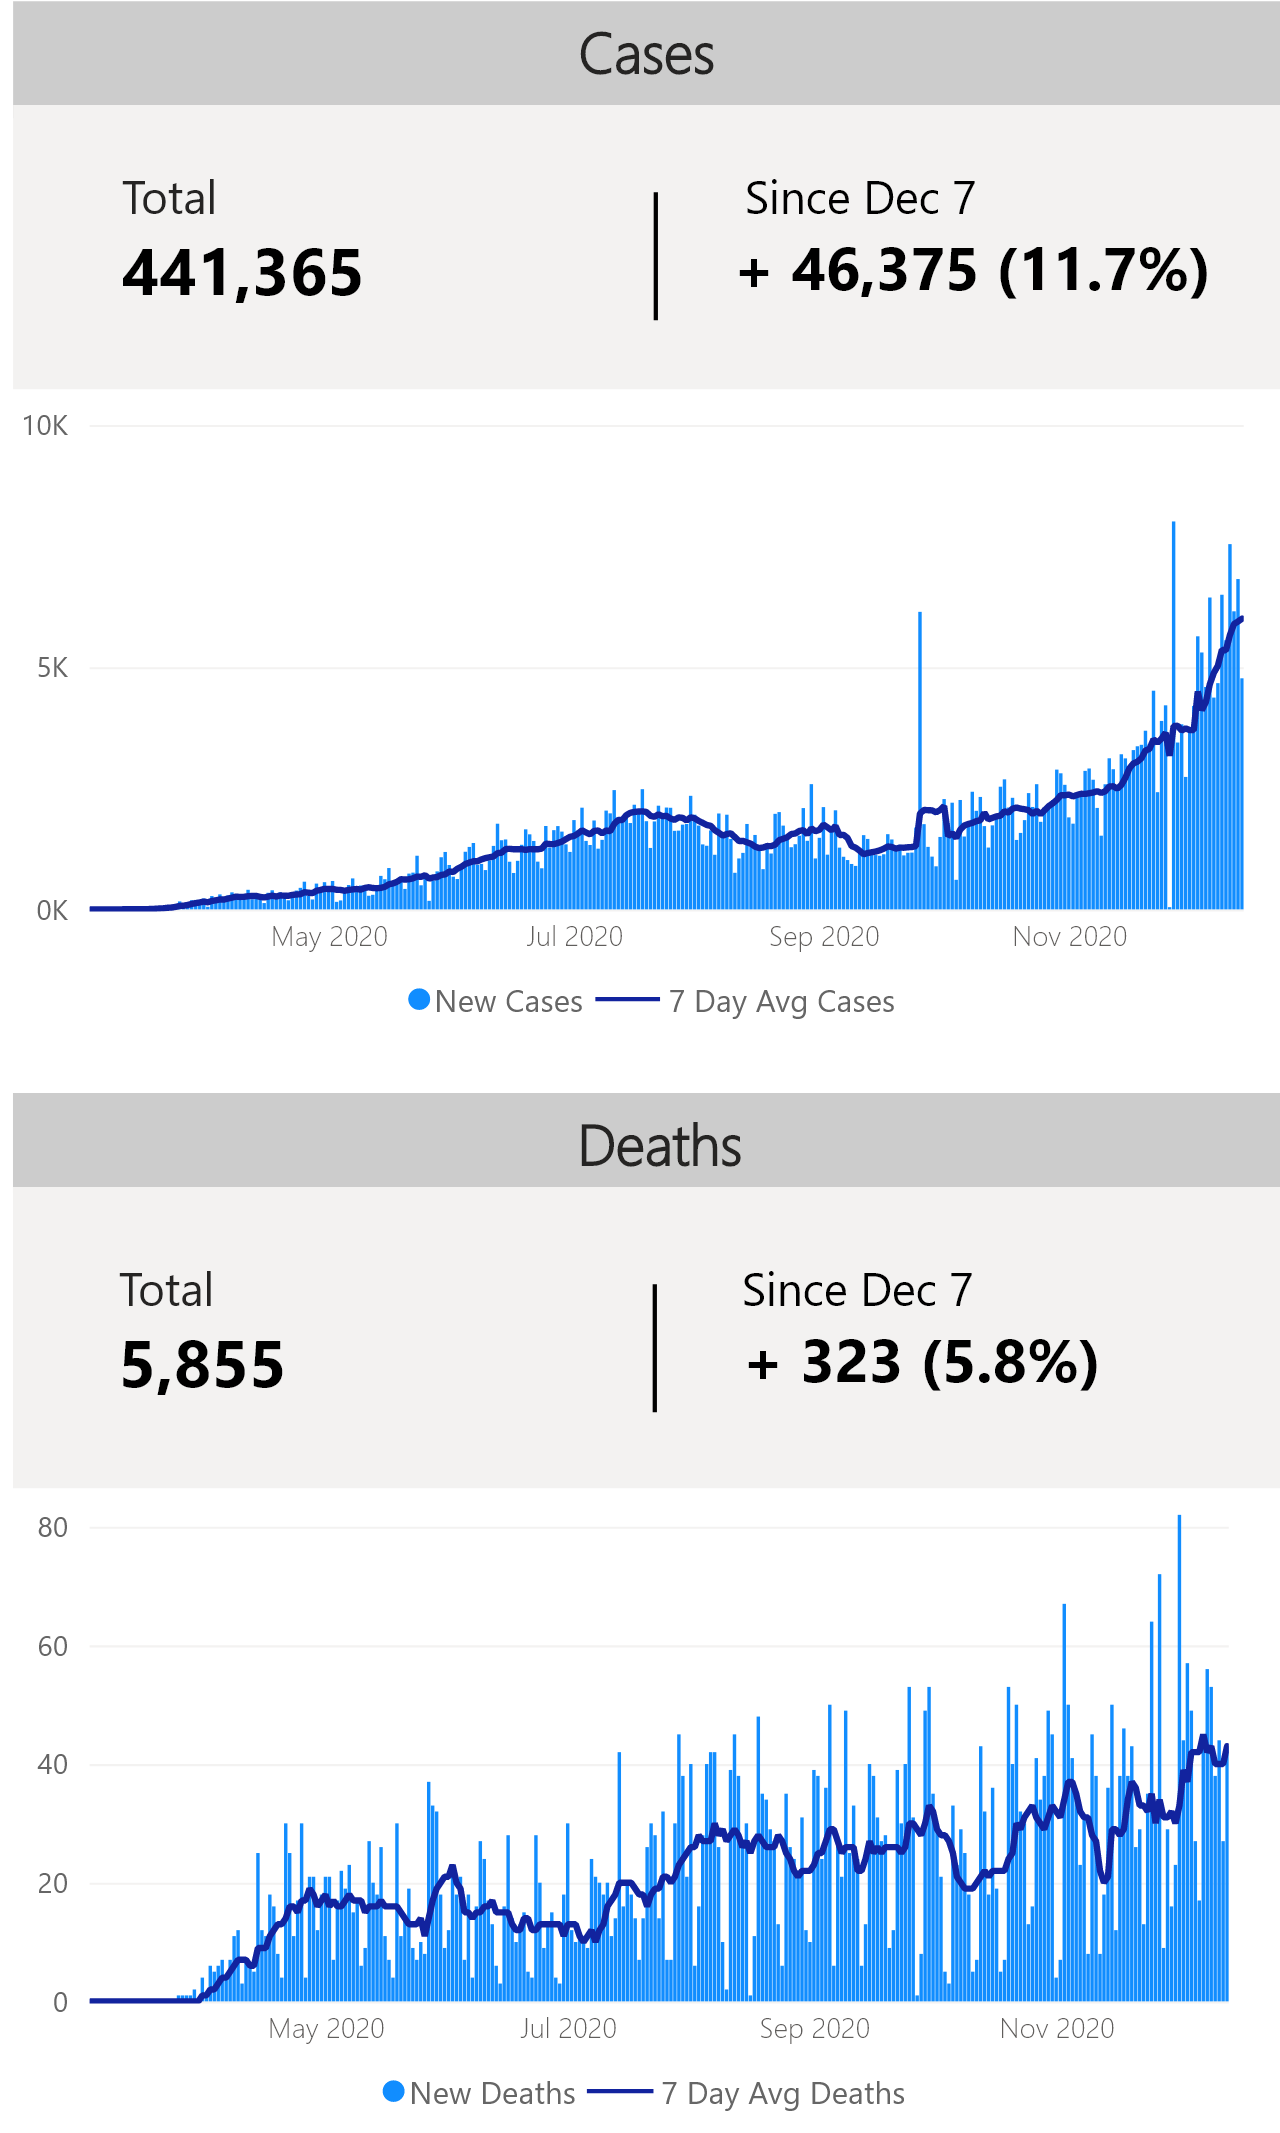 Cases
Total
Since Dec 7
441,365
+ 46,375 (11.7%)
10K
5K
0K
May 2020
Jul 2020
Sep 2020
Nov 2020
New Cases
7 Day Avg Cases
Deaths
Total
Since Dec 7
5,855
+ 323 (5.8%)
80
60
40
20
0
May 2020
Jul 2020
Sep 2020
Nov 2020
New Deaths
7 Day Avg Deaths